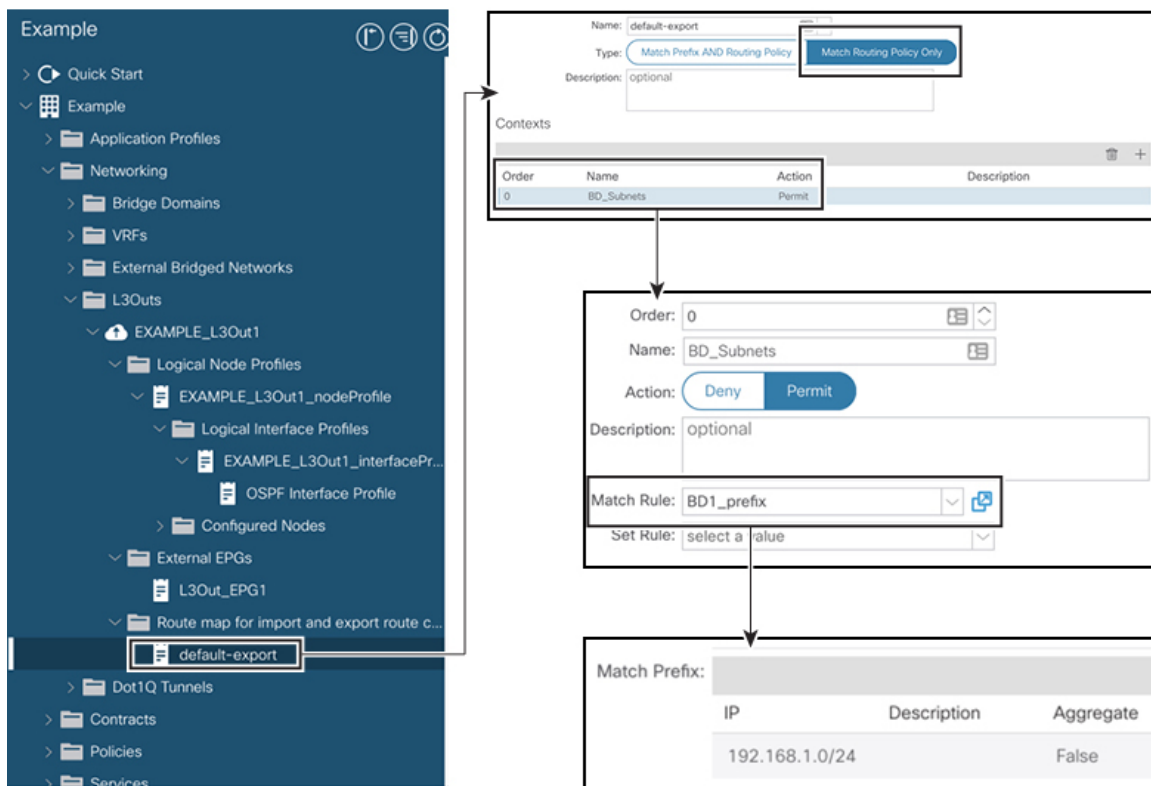 Example
Quick Start
Example
Application Profiles
Networking
Bridge Domains
VRFs
External Bridged Networks
L3Outs
EXAMPLE_L3Out1
Logical Node Profiles
EXAMPLE_L3Out1_nodeProfile
Logical Interface Profiles
EXAMPLE_L3Out1_interfacePr...
OSPF Interface Profile
Configured Nodes
External EPGs
L3Out_EPG1
Route map for import and export route c...
default-export
Dot1Q Tunnels
Contracts
Policies
Services
Name: default-export
Type: Match Prefix AND Routing Policy Match Routing Policy Only
Description: optional
Contexts
Order Name Action Description
0 BD_Subnets Permit
Order: 0
Name: BD_Subnets
Action: Deny Permit
Description: optional
Match Rule: BD1_prefix
Set Rule: select a value
Match Prefix:
IP Description Aggregate
192.168.1.0/24 False